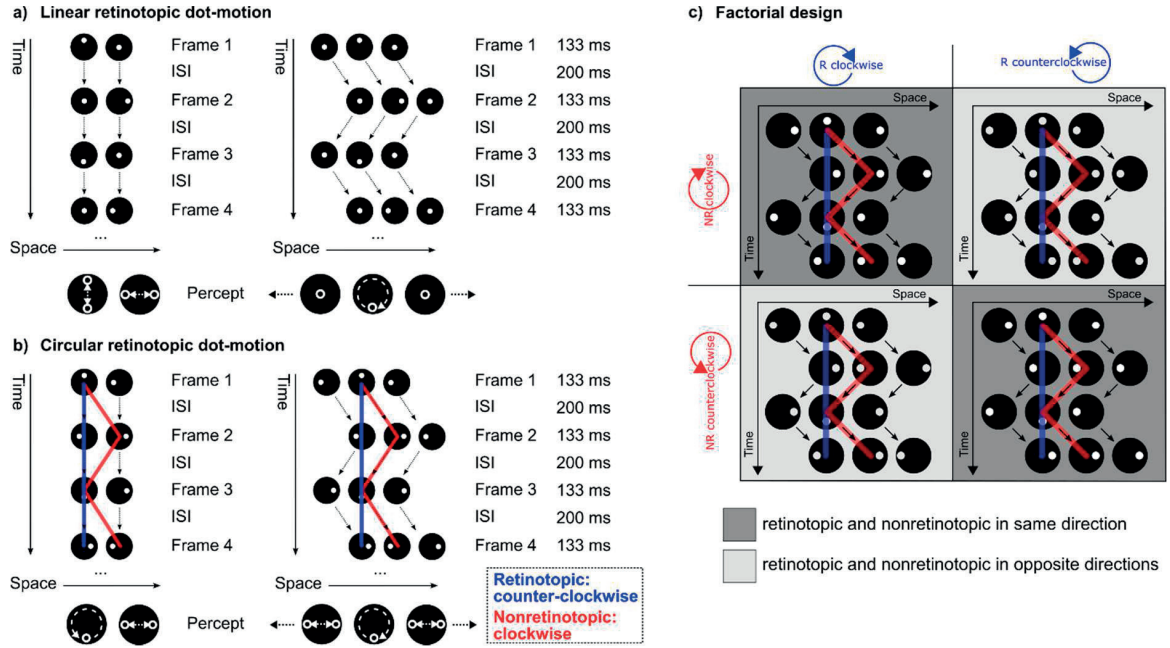 a) Linear retinotopic dot-motion
Time
Frame 1
ISI
Frame 2
ISI
Frame 3
ISI
Frame 4
...
Space
Frame 1 133 ms
ISI 200 ms
Frame 2 133 ms
ISI 200 ms
Frame 3 133 ms
ISI 200 ms
Frame 4 133 ms
Time
...
Space
Percept
b) Circular retinotopic dot-motion
Time
Frame 1
ISI
Frame 2
ISI
Frame 3
ISI
Frame 4
...
Space
Frame 1 133 ms
ISI 200 ms
Frame 2 133 ms
ISI 200 ms
Frame 3 133 ms
ISI 200 ms
Frame 4 133 ms
Time
...
Space
Percept
Retinotopic:
counter-clockwise
Nonretinotopic:
clockwise
c) Factorial design
R clockwise
R counterclockwise
NR clockwise
NR counterclockwise
Space
Time
Space
Time
Space
Time
Space
Time
retinotopic and nonretinotopic in same direction
retinotopic and nonretinotopic in opposite directions